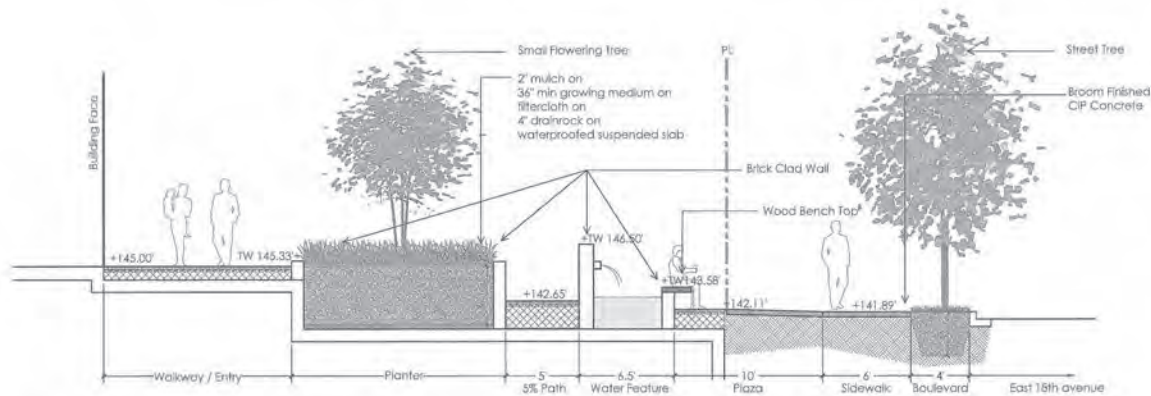 Small Flowering Tree
2" mulch on
36" min growing medium on
filtercloth on
4" drainrock on
waterproofed suspended slab
PL
Street Tree
Broom Finished
CIP Concrete
Building Face
Brick Clad Wall
Wood Bench Top
+145.00'
TW 145.33'+
+TW 146.50'
+TW143.58'
+142.65'
+142.11'
+141.89'
Walkway / Entry
Planter
5'
5% Path
6.5'
Water Feature
10'
Plaza
6'
Sidewalk
4'
Boulevard
East 18th avenue